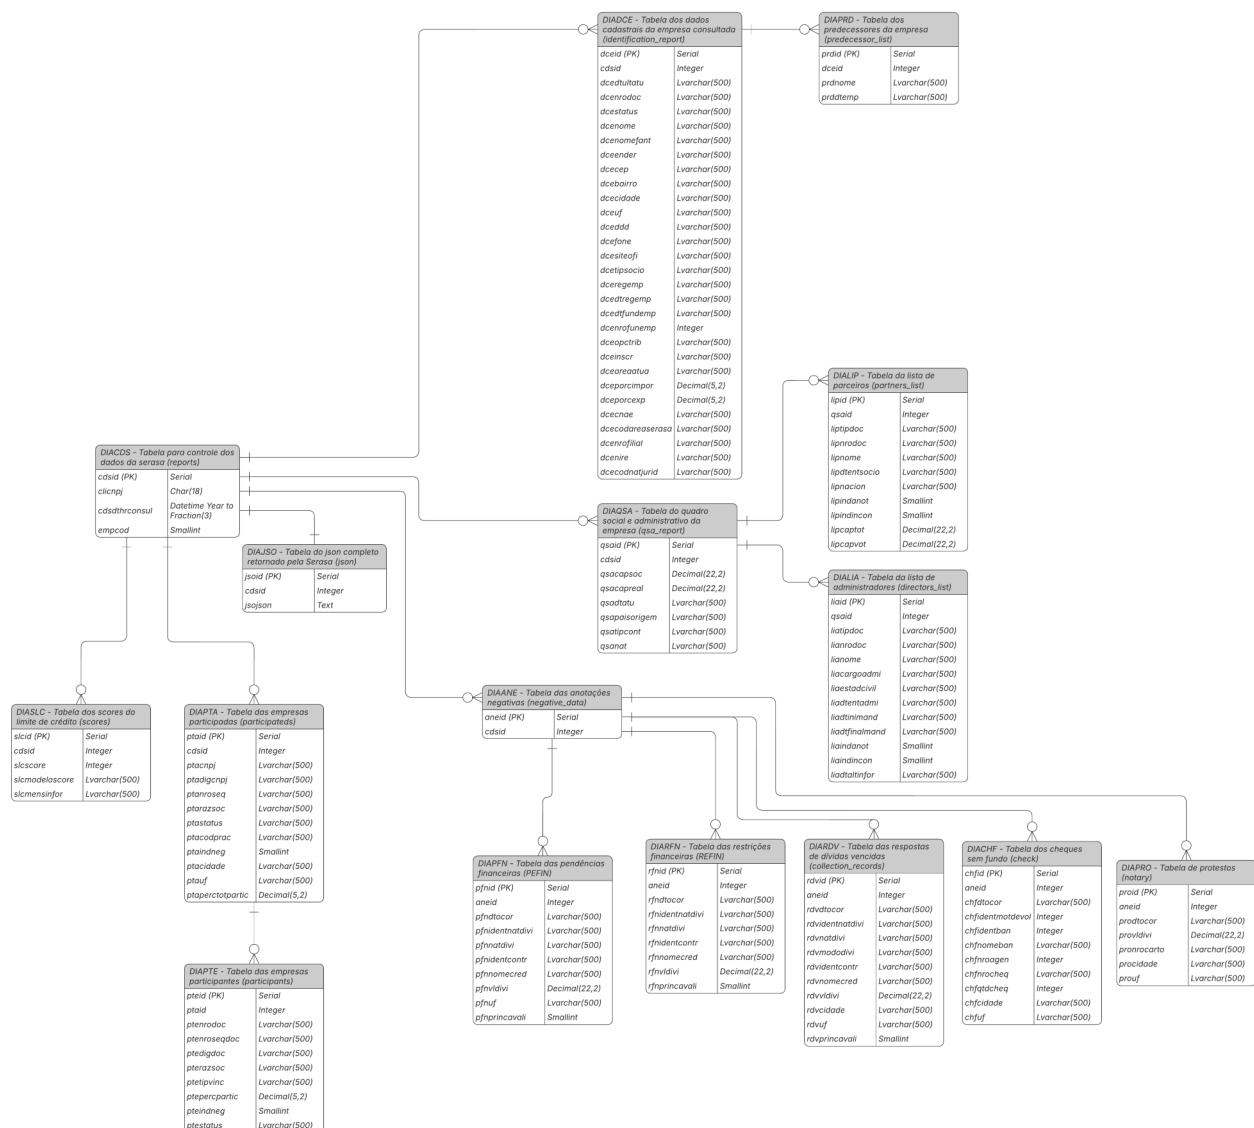 DIADCE - Tabela dos dados
cadastrais da empresa consultada
(identification_report)
dceid (PK) Serial
cdsid Integer
dcedtultatu Lvarchar(500)
dcenrodoc Lvarchar(500)
dcestatus Lvarchar(500)
dcenome Lvarchar(500)
dcenomefant Lvarchar(500)
dceender Lvarchar(500)
dcecep Lvarchar(500)
dcebairro Lvarchar(500)
dcecidade Lvarchar(500)
dceuf Lvarchar(500)
dceddd Lvarchar(500)
dcefone Lvarchar(500)
dcesiteofi Lvarchar(500)
dcetipsocio Lvarchar(500)
dceregemp Lvarchar(500)
dcedtregemp Lvarchar(500)
dcedtfundemp Lvarchar(500)
dcenrofunemp Integer
dceopctrib Lvarchar(500)
dceinscr Lvarchar(500)
dceareaatua Lvarchar(500)
dceporcimpor Decimal(5,2)
dceporcexp Decimal(5,2)
dcecnae Lvarchar(500)
dcecodareaserasa Lvarchar(500)
dcenrofilial Lvarchar(500)
dcenire Lvarchar(500)
dcecodnatjurid Lvarchar(500)
DIAPRD - Tabela dos
predecessores da empresa
(predecessor_list)
prdid (PK) Serial
dceid Integer
prdnome Lvarchar(500)
prddtemp Lvarchar(500)
DIALIP - Tabela da lista de
parceiros (partners_list)
lipid (PK) Serial
qsaid Integer
liptipdoc Lvarchar(500)
lipnrodoc Lvarchar(500)
lipnome Lvarchar(500)
lipdtentsocio Lvarchar(500)
lipnacion Lvarchar(500)
lipindanot Smallint
lipindincon Smallint
lipcaptot Decimal(22,2)
lipcapvot Decimal(22,2)
DIACDS - Tabela para controle dos
dados da serasa (reports)
cdsid (PK) Serial
clicnpj Char(18)
cdsdthrconsul Datetime Year to
Fraction(3)
empcod Smallint
DIAJSO - Tabela do json completo
retornado pela Serasa (json)
jsoid (PK) Serial
cdsid Integer
jsojson Text
DIAQSA - Tabela do quadro
social e administrativo da
empresa (qsa_report)
qsaid (PK) Serial
cdsid Integer
qsacapsoc Decimal(22,2)
qsacapreal Decimal(22,2)
qsadtatu Lvarchar(500)
qsapaisorigem Lvarchar(500)
qsatipcont Lvarchar(500)
qsanat Lvarchar(500)
DIALIA - Tabela da lista de
administradores (directors_list)
liaid (PK) Serial
qsaid Integer
liatipdoc Lvarchar(500)
lianrodoc Lvarchar(500)
lianome Lvarchar(500)
liacargoadmi Lvarchar(500)
liaestadcivil Lvarchar(500)
liadtentadmi Lvarchar(500)
liadtinimand Lvarchar(500)
liadtfinalmand Lvarchar(500)
liaindanot Smallint
liaindincon Smallint
liadtaltinfor Lvarchar(500)
DIAANE - Tabela das anotações
negativas (negative_data)
aneid (PK) Serial
cdsid Integer
DIASLC - Tabela dos scores do
limite de crédito (scores)
slcid (PK) Serial
cdsid Integer
slcscore Integer
slcmodeloscore Lvarchar(500)
slcmensinfor Lvarchar(500)
DIAPTA - Tabela das empresas
participadas (participateds)
ptaid (PK) Serial
cdsid Integer
ptacnpj Lvarchar(500)
ptadigcnpj Lvarchar(500)
ptanroseq Lvarchar(500)
ptarazsoc Lvarchar(500)
ptastatus Lvarchar(500)
ptacodprac Lvarchar(500)
ptaindneg Smallint
ptacidade Lvarchar(500)
ptauf Lvarchar(500)
ptaperctotpartic Decimal(5,2)
DIAPTE - Tabela das empresas
participantes (participants)
pteid (PK) Serial
ptaid Integer
ptenrodoc Lvarchar(500)
ptenroseqdoc Lvarchar(500)
ptedigdoc Lvarchar(500)
pterazsoc Lvarchar(500)
ptetipvinc Lvarchar(500)
ptepercpartic Decimal(5,2)
pteindneg Smallint
ptestatus Lvarchar(500)
DIAPFN - Tabela das pendências
financeiras (PEFIN)
pfnid (PK) Serial
aneid Integer
pfndtocor Lvarchar(500)
pfnidentnatdivi Lvarchar(500)
pfnnatdivi Lvarchar(500)
pfnidentcontr Lvarchar(500)
pfnnomecred Lvarchar(500)
pfnvldivi Decimal(22,2)
pfnuf Lvarchar(500)
pfnprincavali Smallint
DIARFN - Tabela das restrições
financeiras (REFIN)
rfnid (PK) Serial
aneid Integer
rfndtocor Lvarchar(500)
rfnidentnatdivi Lvarchar(500)
rfnnatdivi Lvarchar(500)
rfnidentcontr Lvarchar(500)
rfnnomecred Lvarchar(500)
rfnvldivi Decimal(22,2)
rfnprincavali Smallint
DIARDV - Tabela das respostas
de dívidas vencidas
(collection_records)
rdvid (PK) Serial
aneid Integer
rdvdtocor Lvarchar(500)
rdvidentnatdivi Lvarchar(500)
rdvnatdivi Lvarchar(500)
rdvmododivi Lvarchar(500)
rdvidentcontr Lvarchar(500)
rdvnomecred Lvarchar(500)
rdvvldivi Decimal(22,2)
rdvcidade Lvarchar(500)
rdvuf Lvarchar(500)
rdvprincavali Smallint
DIACHF - Tabela dos cheques
sem fundo (check)
chfid (PK) Serial
aneid Integer
chfdtocor Lvarchar(500)
chfidentmotdevol Integer
chfidentban Integer
chfnomeban Lvarchar(500)
chfnroagen Integer
chfnrocheq Lvarchar(500)
chfqtdcheq Integer
chfcidade Lvarchar(500)
chfuf Lvarchar(500)
DIAPRO - Tabela de protestos
(notary)
proid (PK) Serial
aneid Integer
prodtocor Lvarchar(500)
provldivi Decimal(22,2)
pronrocarto Lvarchar(500)
procidade Lvarchar(500)
prouf Lvarchar(500)